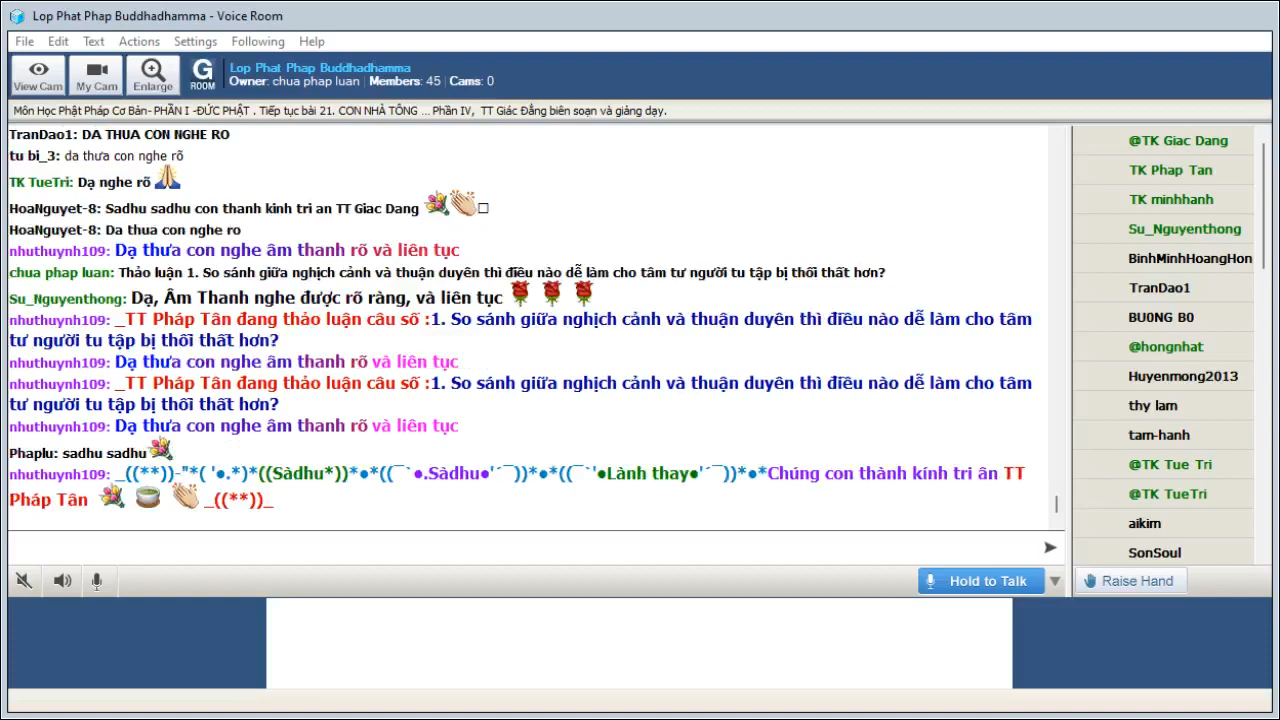 Lop Phat Phap Buddhadhamma - Voice Room
File Edit Text Actions Settings Following Help
View Cam My Cam Enlarge G ROOM Lop Phat Phap Buddhadhamma
Owner: chua phap luan | Members: 45 | Cams: 0
Môn Học Phật Pháp Cơ Bản- PHẦN I -ĐỨC PHẬT . Tiếp tục bài 21. CON NHÀ TÔNG ... Phần IV, TT Giác Đẳng biên soạn và giảng dạy.
TranDao1: DA THUA CON NGHE RO
tu bi_3: da thưa con nghe rõ
TK TueTri: Dạ nghe rõ
HoaNguyet-8: Sadhu sadhu con thanh kinh tri an TT Giac Dang
HoaNguyet-8: Da thua con nghe ro
nhuthuynh109: Dạ thưa con nghe âm thanh rõ và liên tục
chua phap luan: Thảo luận 1. So sánh giữa nghịch cảnh và thuận duyên thì điều nào dễ làm cho tâm tư người tu tập bị thối thất hơn?
Su_Nguyenthong: Dạ, Âm Thanh nghe được rõ ràng, và liên tục
nhuthuynh109: _TT Pháp Tân đang thảo luận câu số :1. So sánh giữa nghịch cảnh và thuận duyên thì điều nào dễ làm cho tâm
tư người tu tập bị thối thất hơn?
nhuthuynh109: Dạ thưa con nghe âm thanh rõ và liên tục
nhuthuynh109: _TT Pháp Tân đang thảo luận câu số :1. So sánh giữa nghịch cảnh và thuận duyên thì điều nào dễ làm cho tâm
tư người tu tập bị thối thất hơn?
nhuthuynh109: Dạ thưa con nghe âm thanh rõ và liên tục
Phaplu: sadhu sadhu
nhuthuynh109: _((**))-"*( '●.*)*((Sàdhu*))*●*((¯`●.Sàdhu●'´¯))*●*((¯`'●Lành thay●'´¯))*●*Chúng con thành kính tri ân TT
Pháp Tân _((**))_
@TK Giac Dang
TK Phap Tan
TK minhhanh
Su_Nguyenthong
BinhMinhHoangHon
TranDao1
BU0NG B0
@hongnhat
Huyenmong2013
thy lam
tam-hanh
@TK Tue Tri
@TK TueTri
aikim
SonSoul
Hold to Talk
Raise Hand